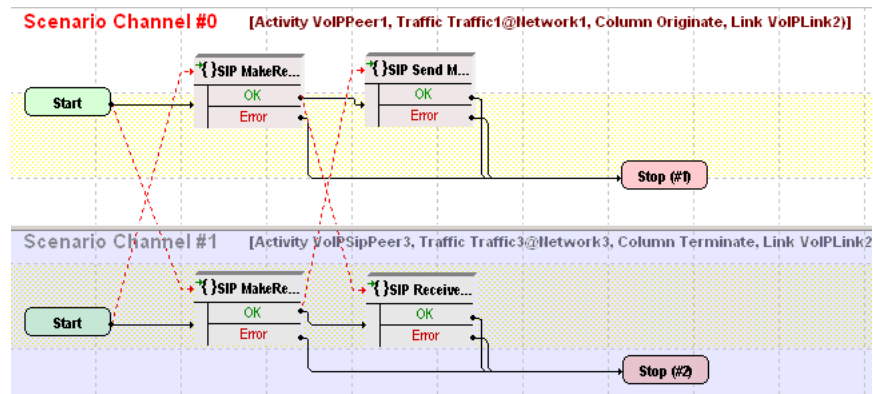 Scenario Channel #0 [Activity VoIPPeer1, Traffic Traffic1@Network1, Column Originate, Link VoIPLink2)]
{}SIP MakeRe... {}SIP Send M...
Start OK OK
Error Error
Stop (#1)
Scenario Channel #1 [Activity VoIPSipPeer3, Traffic Traffic3@Network3, Column Terminate, Link VoIPLink2
{}SIP MakeRe... {}SIP Receive...
Start OK OK
Error Error
Stop (#2)